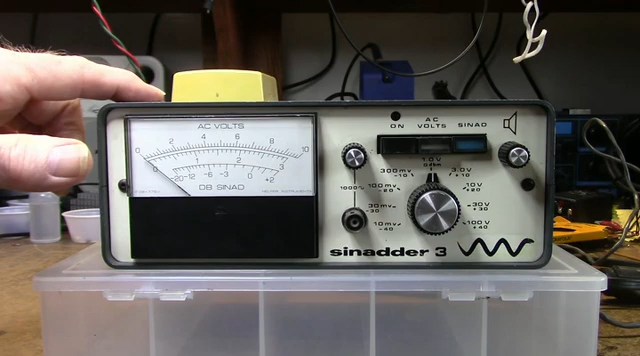 AC VOLTS
0 2 4 6 8 10
0 1 2 3
-20 -12 -6 -3 0 +2
DB SINAD
HELPER INSTRUMENTS
ON
AC VOLTS
SINAD
1.0V
0 dbm
300mv
-10
3.0V
+10
1000~
100mv
-20
10V
+20
30mv
-30
30V
+30
10mv
-40
100V
+40
sinadder 3